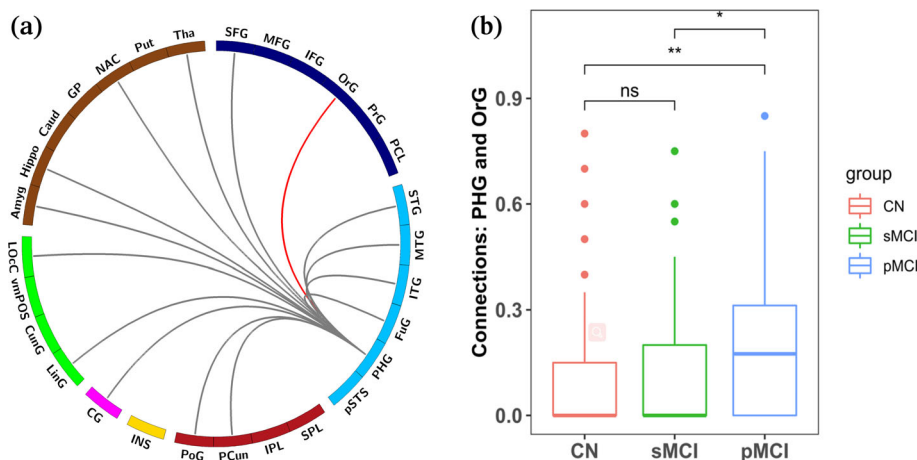 (a)
SFG
MFG
IFG
OrG
PrG
PCL
STG
MTG
ITG
FuG
PHG
pSTS
SPL
IPL
PCun
PoG
INS
CG
LinG
CunG
vmPOS
LOcC
Amyg
Hippo
Caud
GP
NAC
Put
Tha
(b)
Connections: PHG and OrG
0.9
0.6
0.3
0.0
*
**
ns
CN
sMCI
pMCI
group
CN
sMCI
pMCI